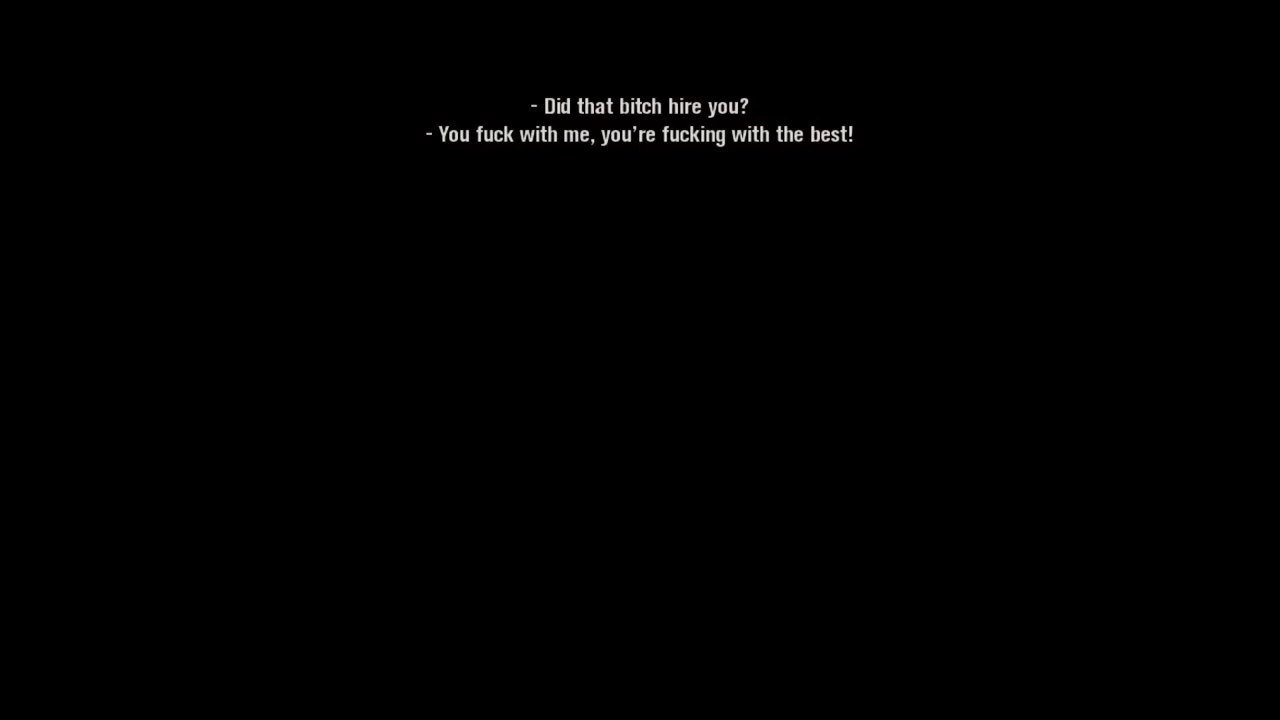 - Did that bitch hire you?
- You fuck with me, you’re fucking with the best!